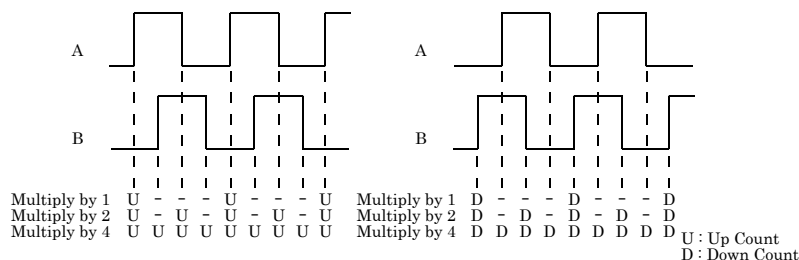 A A
B B
Multiply by 1 U - - - U - - - U Multiply by 1 D - - - D - - - D
Multiply by 2 U - U - U - U - U Multiply by 2 D - D - D - D - D
Multiply by 4 U U U U U U U U U Multiply by 4 D D D D D D D D D
U : Up Count
D : Down Count